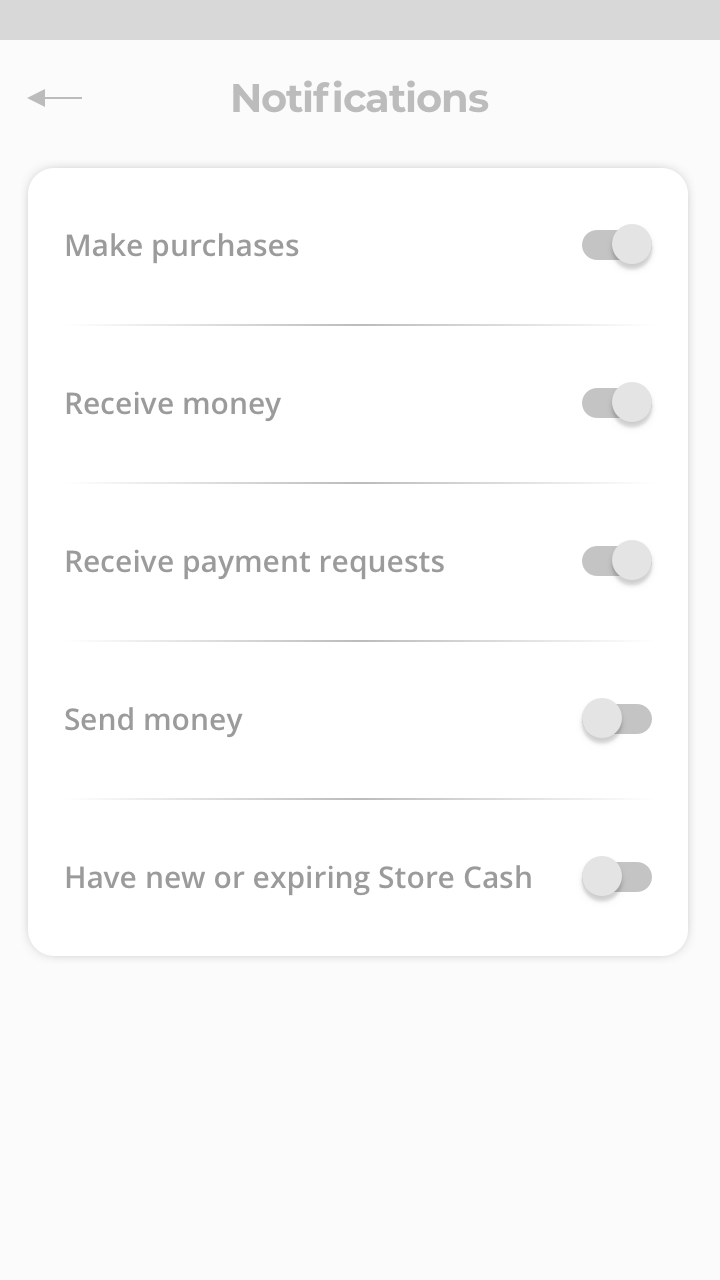 Notifications
Make purchases
Receive money
Receive payment requests
Send money
Have new or expiring Store Cash